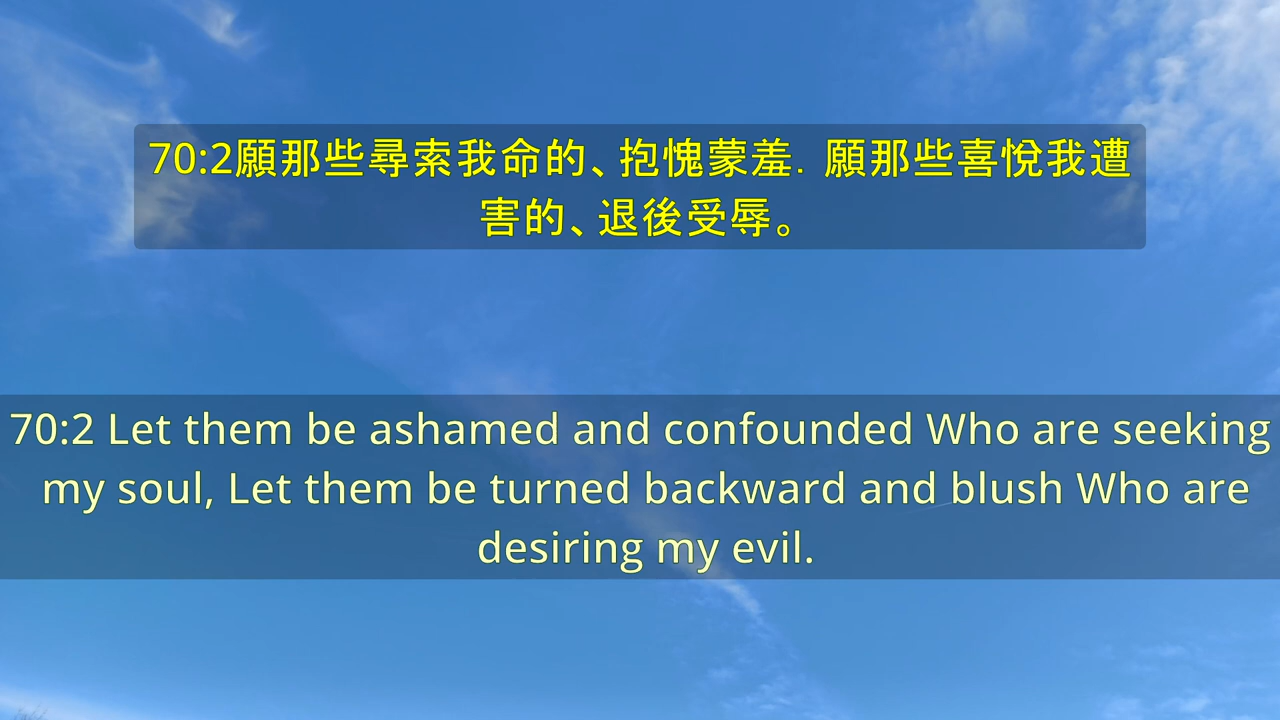 70:2願那些尋索我命的、抱愧蒙羞．願那些喜悅我遭
害的、退後受辱。
70:2 Let them be ashamed and confounded Who are seeking
my soul, Let them be turned backward and blush Who are
desiring my evil.